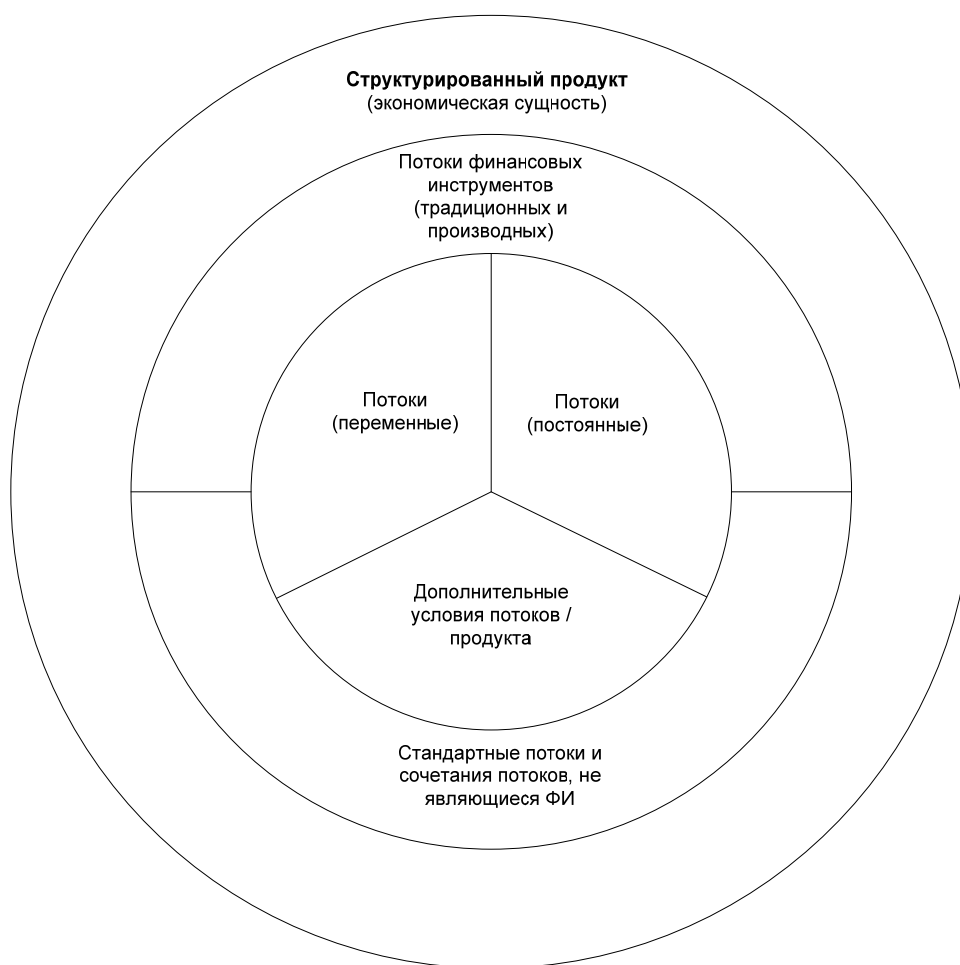 Структурированный продукт
(экономическая сущность)
Потоки финансовых
инструментов
(традиционных и
производных)
Потоки
(переменные)
Потоки
(постоянные)
Дополнительные
условия потоков /
продукта
Стандартные потоки и
сочетания потоков, не
являющиеся ФИ